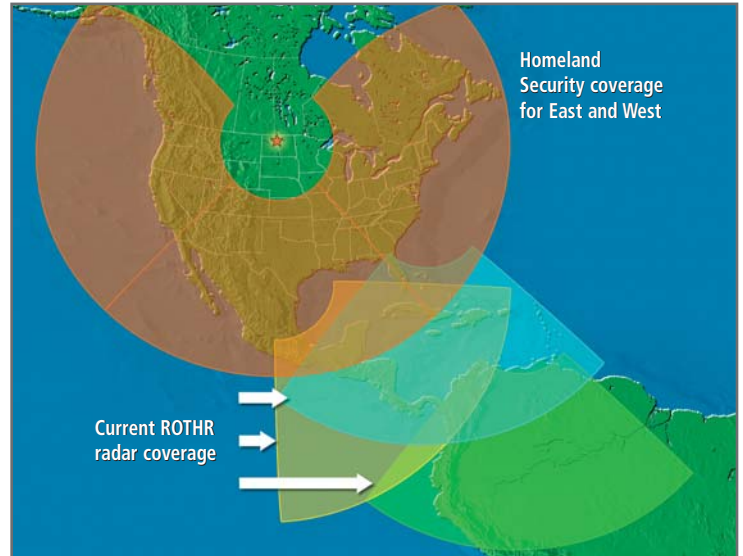 Homeland
Security coverage
for East and West
Current ROTHR
radar coverage